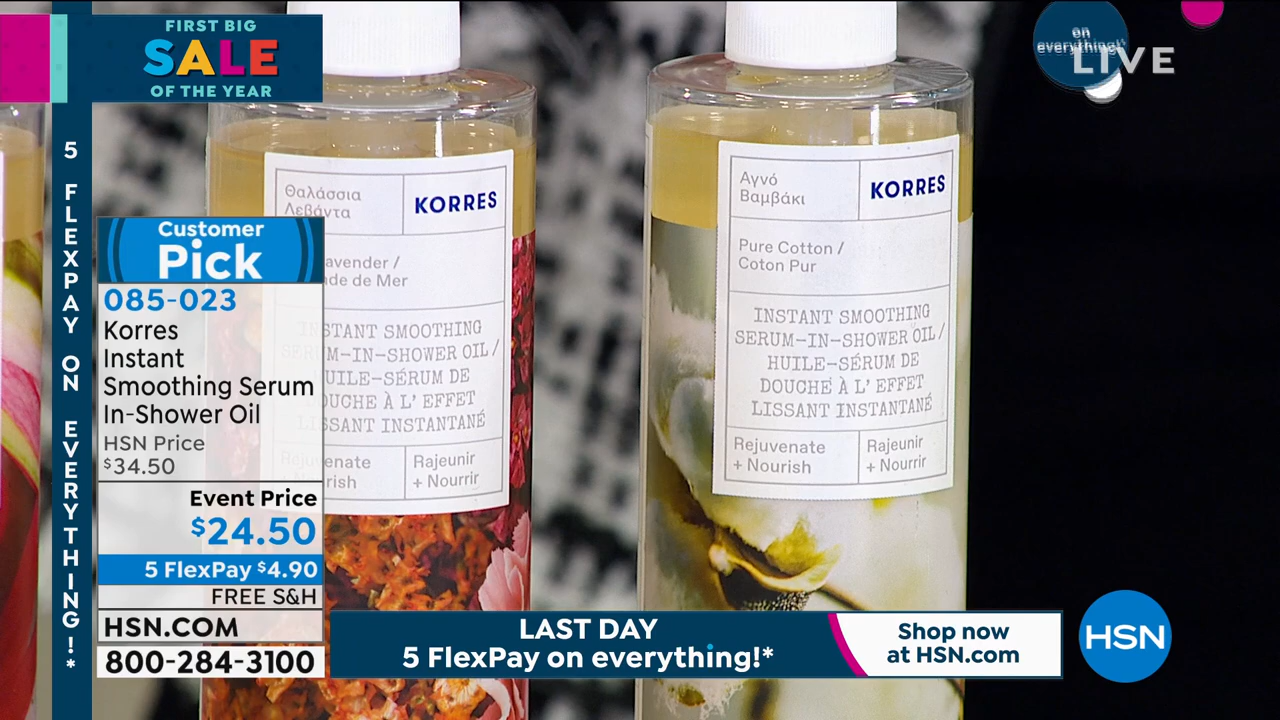 FIRST BIG
SALE
OF THE YEAR
on
everything!*
LIVE
5 FLEXPAY ON EVERYTHING!*
Customer
Pick
085-023
Korres
Instant
Smoothing Serum
In-Shower Oil
HSN Price
$34.50
Event Price
$24.50
5 FlexPay $4.90
FREE S&H
HSN.COM
800-284-3100
Θαλάσσια
Λεβάντα
KORRES
avender /
de de Mer
INSTANT SMOOTHING
SERUM-IN-SHOWER OIL /
HUILE-SÉRUM DE
DOUCHE À L' EFFET
LISSANT INSTANTANÉ
Rejuvenate
rish
Rajeunir
+ Nourrir
Αγνό
Βαμβάκι
KORRES
Pure Cotton /
Coton Pur
INSTANT SMOOTHING
SERUM-IN-SHOWER OIL /
HUILE-SÉRUM DE
DOUCHE À L' EFFET
LISSANT INSTANTANÉ
Rejuvenate
+ Nourish
Rajeunir
+ Nourrir
LAST DAY
5 FlexPay on everything!*
Shop now
at HSN.com
HSN